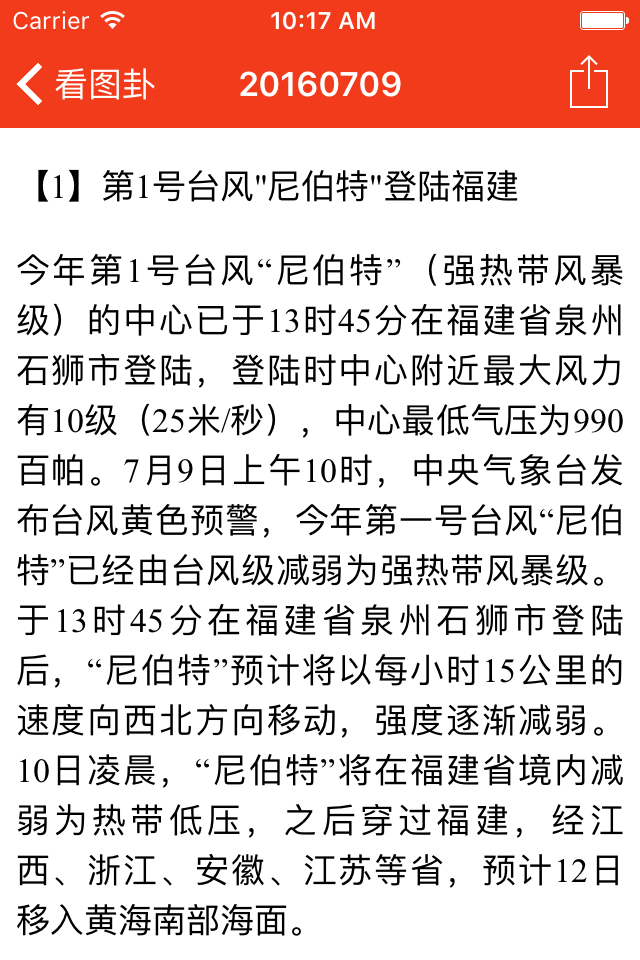 Carrier 10:17 AM
看图卦 20160709
【1】第1号台风"尼伯特"登陆福建
今年第1号台风“尼伯特”（强热带风暴
级）的中心已于13时45分在福建省泉州
石狮市登陆，登陆时中心附近最大风力
有10级（25米/秒），中心最低气压为990
百帕。7月9日上午10时，中央气象台发
布台风黄色预警，今年第一号台风“尼伯
特”已经由台风级减弱为强热带风暴级。
于13时45分在福建省泉州石狮市登陆
后，“尼伯特”预计将以每小时15公里的
速度向西北方向移动，强度逐渐减弱。
10日凌晨，“尼伯特”将在福建省境内减
弱为热带低压，之后穿过福建，经江
西、浙江、安徽、江苏等省，预计12日
移入黄海南部海面。